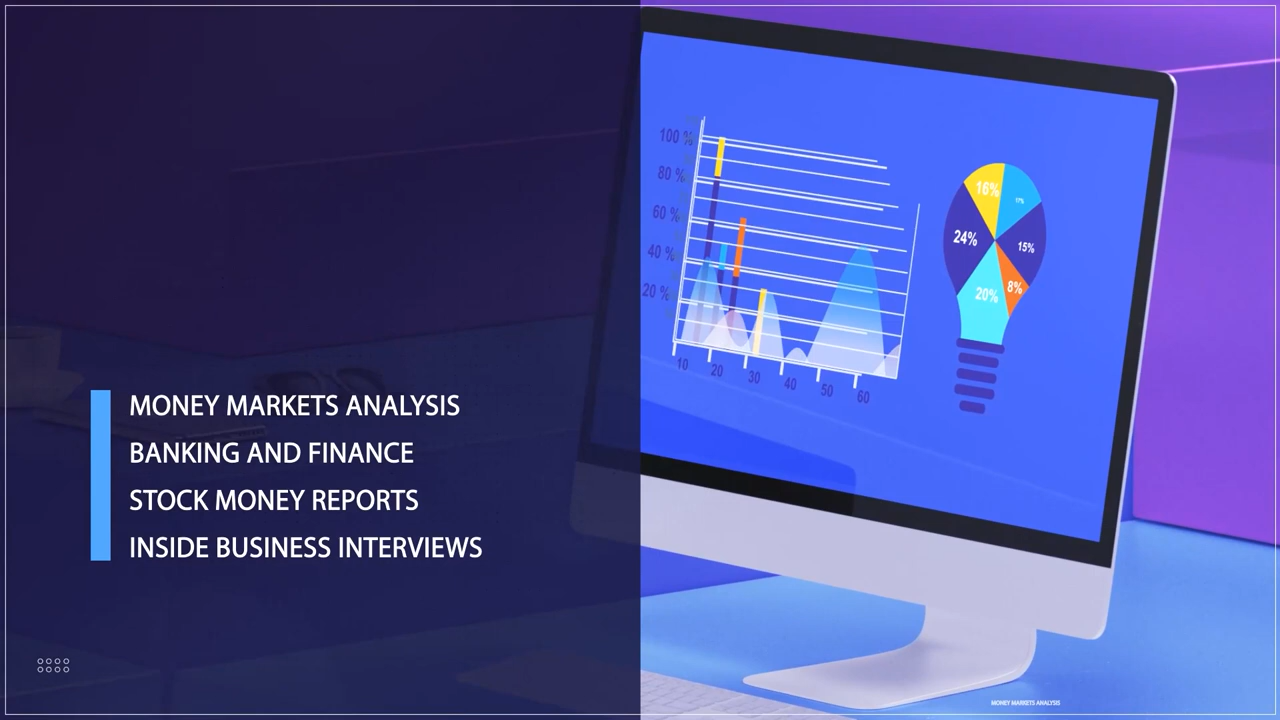 MONEY MARKETS ANALYSIS
BANKING AND FINANCE
STOCK MONEY REPORTS
INSIDE BUSINESS INTERVIEWS
100 %
80 %
60 %
40 %
20 %
10 20 30 40 50 60
16%
17%
24%
15%
20%
8%
MONEY MARKETS ANALYSIS